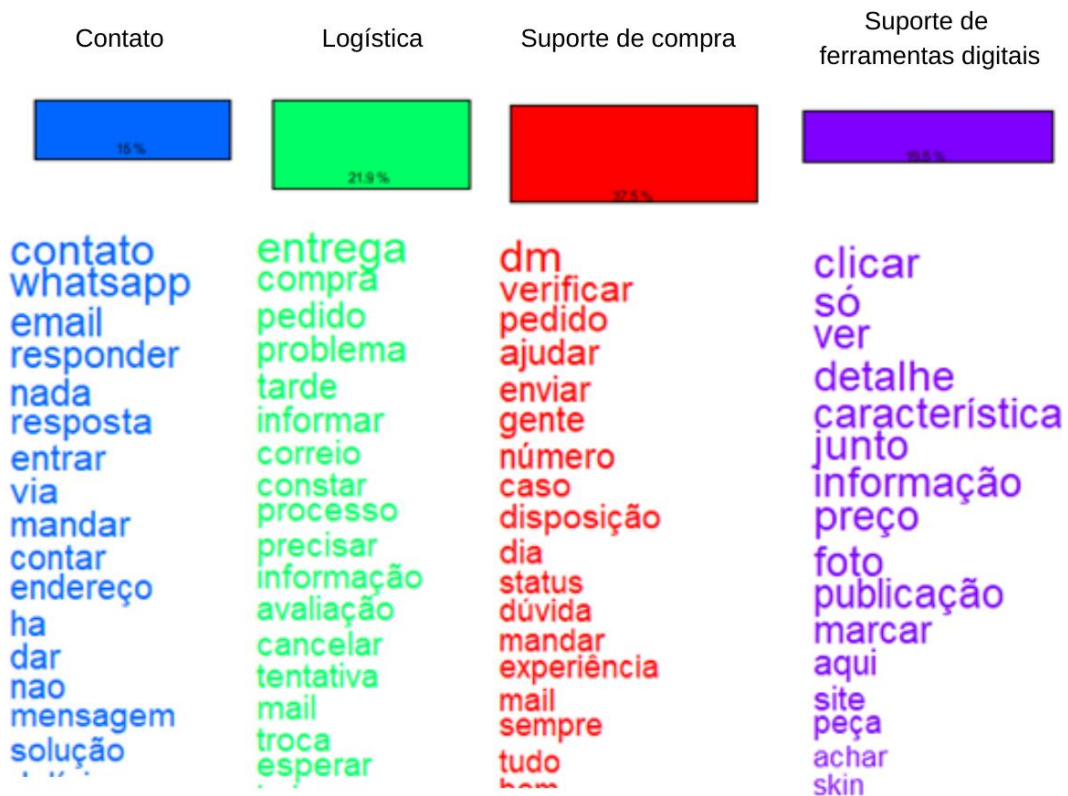 Contato
Logística
Suporte de compra
Suporte de
ferramentas digitais
15 %
21.9 %
37.5 %
contato
whatsapp
email
responder
nada
resposta
entrar
via
mandar
contar
endereço
ha
dar
nao
mensagem
solução
entrega
compra
pedido
problema
tarde
informar
correio
constar
processo
precisar
informação
avaliação
cancelar
tentativa
mail
troca
esperar
dm
verificar
pedido
ajudar
enviar
gente
número
caso
disposição
dia
status
dúvida
mandar
experiência
mail
sempre
tudo
bom
clicar
só
ver
detalhe
característica
junto
informação
preço
foto
publicação
marcar
aqui
site
peça
achar
skin